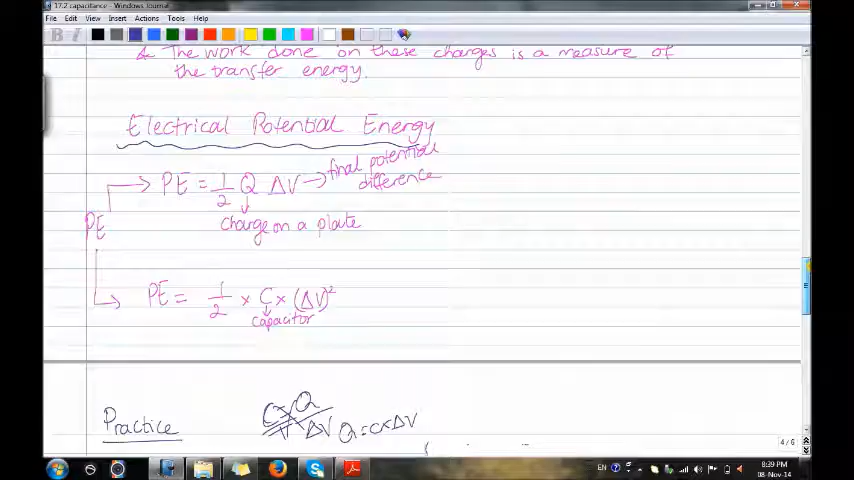 17.2 capacitance - Windows Journal
File Edit View Insert Actions Tools Help
& The work done on these charges is a measure of
the transfer energy.
Electrical Potential Energy
PE = 1/2 Q ΔV → final potential
difference
charge on a plate
PE
PE = 1/2 × C × (ΔV)²
capacitor
Practice
C = Q/ΔV Q = C×ΔV
4 / 6
EN
8:39 PM
08-Nov-14